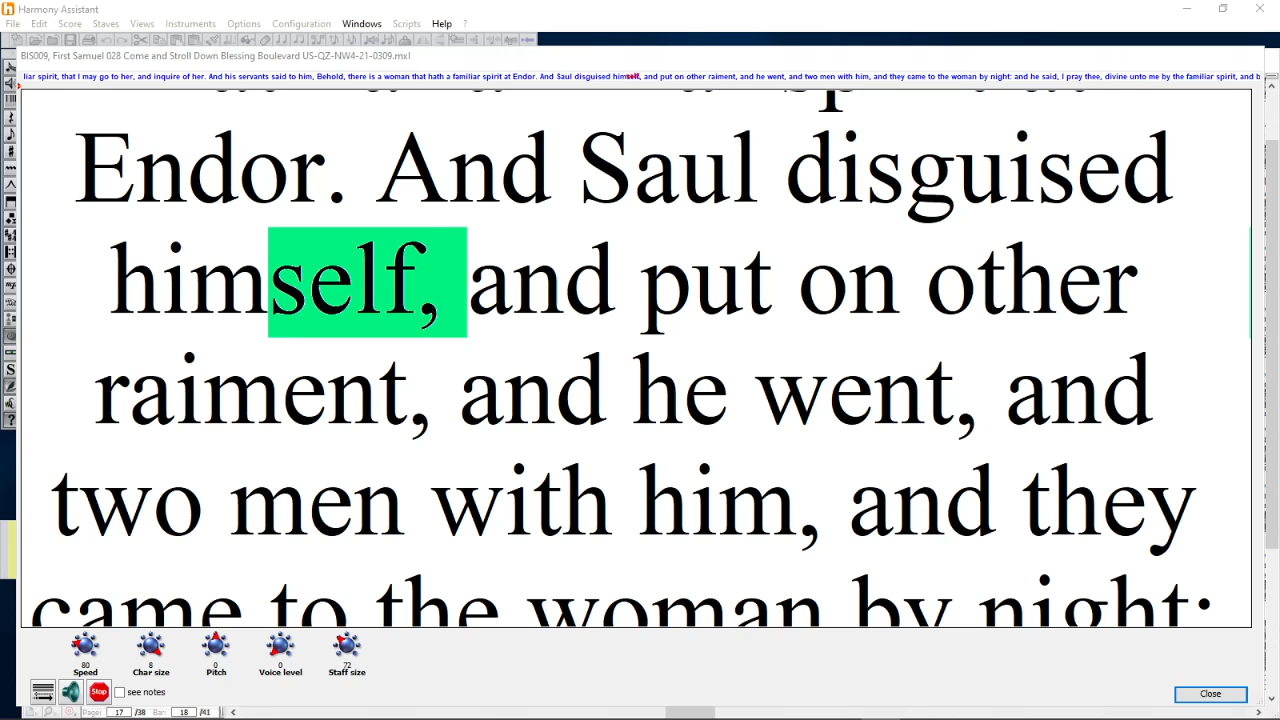 Harmony Assistant
File Edit Score Staves Views Instruments Options Configuration Windows Scripts Help ?
BIS009, First Samuel 028 Come and Stroll Down Blessing Boulevard US-QZ-NW4-21-0309.mxl
liar spirit, that I may go to her, and inquire of her. And his servants said to him, Behold, there is a woman that hath a familiar spirit at Endor. And Saul disguised himself, and put on other raiment, and he went, and two men with him, and they came to the woman by night: and he said, I pray thee, divine unto me by the familiar spirit, and b
Endor. And Saul disguised
himself, and put on other
raiment, and he went, and
two men with him, and they
came to the woman by night:
80 8 0 0 72
Speed Char size Pitch Voice level Staff size
Stop see notes
Close
Page: 17 /38 Bar: 18 /41